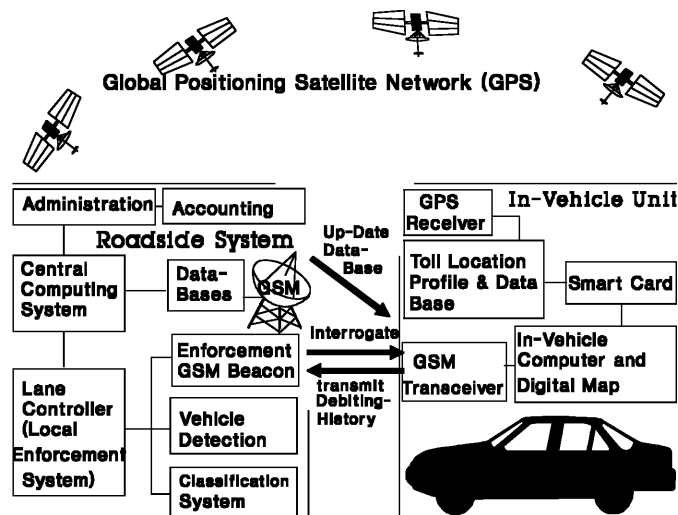 Global Positioning Satellite Network (GPS)
Administration
Accounting
Roadside System
Central
Computing
System
Data-
Bases
GSM
Enforcement
GSM Beacon
Lane
Controller
(Local
Enforcement
System)
Vehicle
Detection
Classification
System
Up-Date
Data-
Base
Interrogate
transmit
Debiting-
History
In-Vehicle Unit
GPS
Receiver
Toll Location
Profile & Data
Base
Smart Card
GSM
Transceiver
In-Vehicle
Computer and
Digital Map